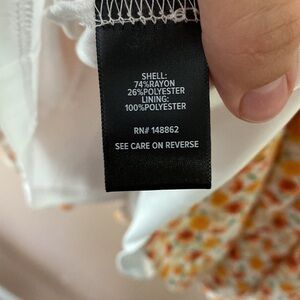 SHELL:
74%RAYON
26%POLYESTER
LINING:
100%POLYESTER
RN# 148862
SEE CARE ON REVERSE